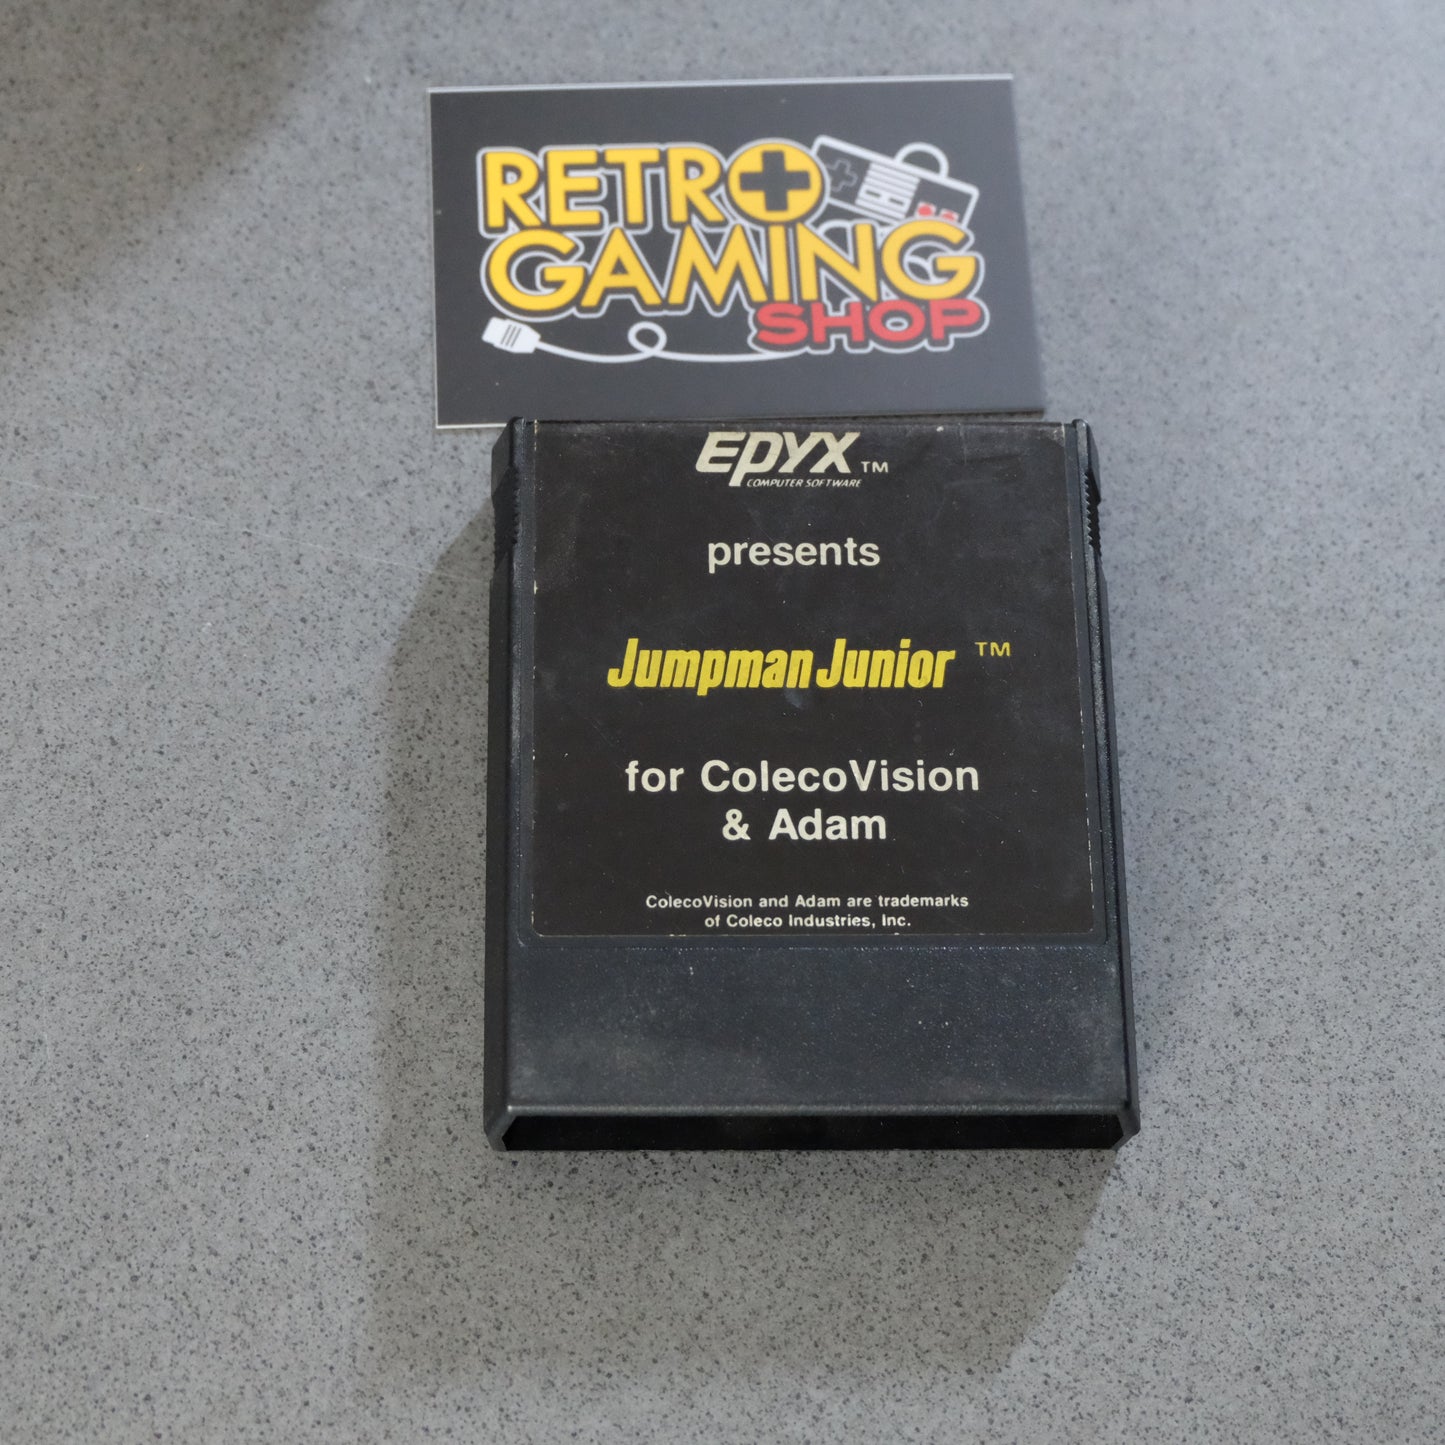 RETRO
GAMING
SHOP
EPYX™
COMPUTER SOFTWARE
presents
Jumpman Junior ™
for ColecoVision
& Adam
ColecoVision and Adam are trademarks
of Coleco Industries, Inc.